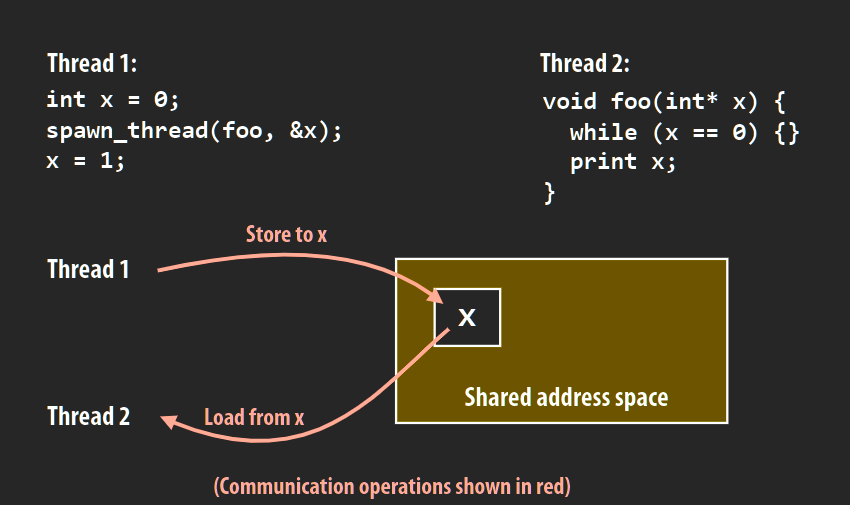 Thread 1:
int x = 0;
spawn_thread(foo, &x);
x = 1;
Thread 2:
void foo(int* x) {
while (x == 0) {}
print x;
}
Store to x
Thread 1
X
Shared address space
Thread 2
Load from x
(Communication operations shown in red)